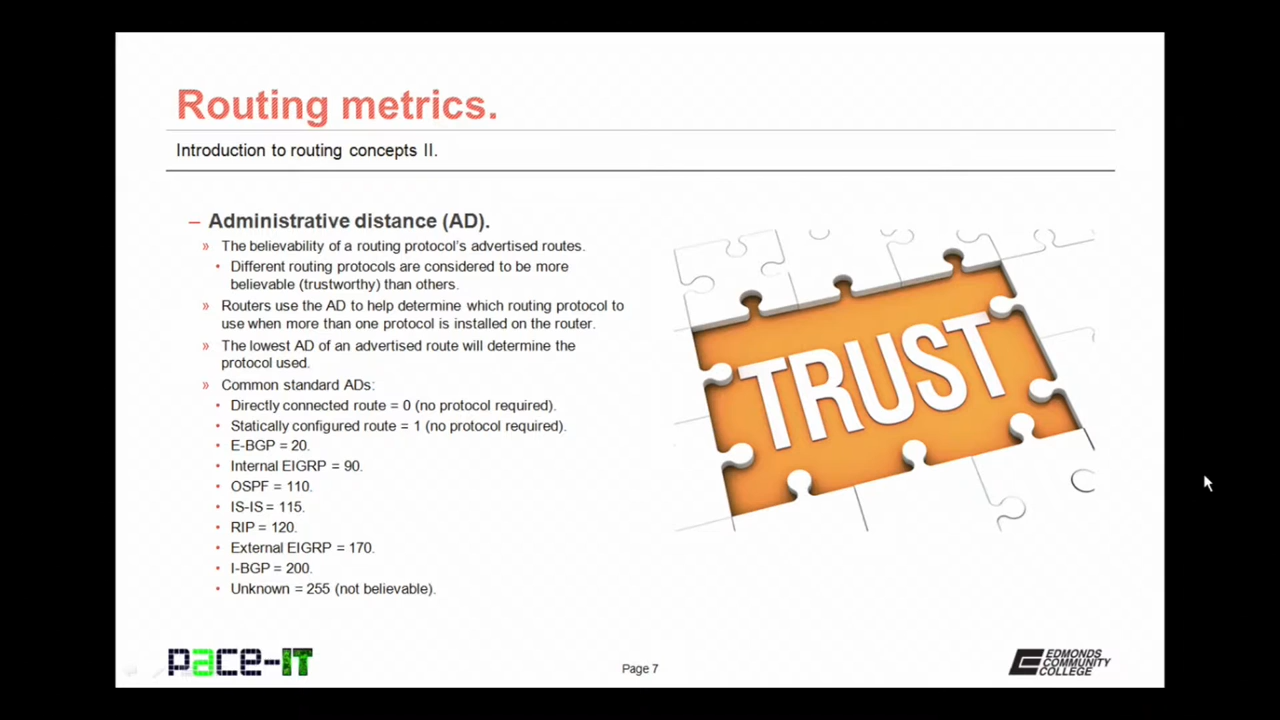 Routing metrics.
Introduction to routing concepts II.
– Administrative distance (AD).
» The believability of a routing protocol's advertised routes.
• Different routing protocols are considered to be more
believable (trustworthy) than others.
» Routers use the AD to help determine which routing protocol to
use when more than one protocol is installed on the router.
» The lowest AD of an advertised route will determine the
protocol used.
» Common standard ADs:
• Directly connected route = 0 (no protocol required).
• Statically configured route = 1 (no protocol required).
• E-BGP = 20.
• Internal EIGRP = 90.
• OSPF = 110.
• IS-IS = 115.
• RIP = 120.
• External EIGRP = 170.
• I-BGP = 200.
• Unknown = 255 (not believable).
TRUST
pace-IT
Page 7
EDMONDS
COMMUNITY
COLLEGE